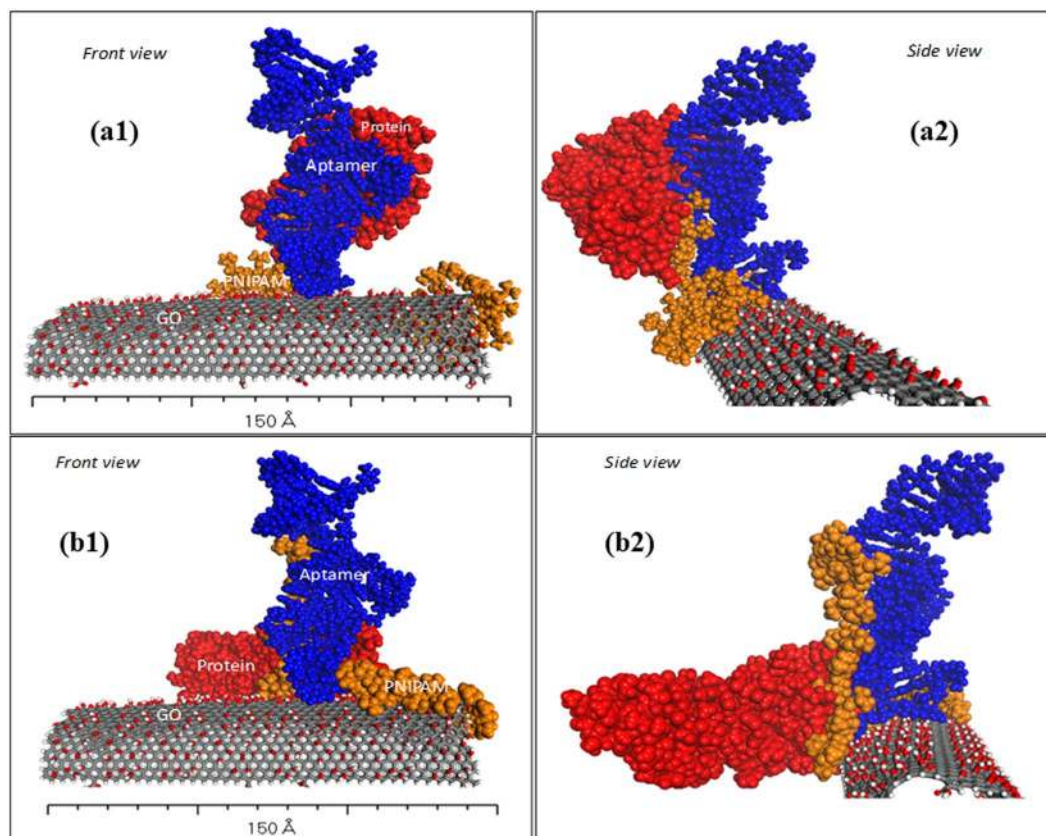 Front view
Side view
(a1)
(a2)
Protein
Aptamer
PNIPAM
GO
150 Å
Front view
Side view
(b1)
(b2)
Aptamer
Protein
PNIPAM
GO
150 Å